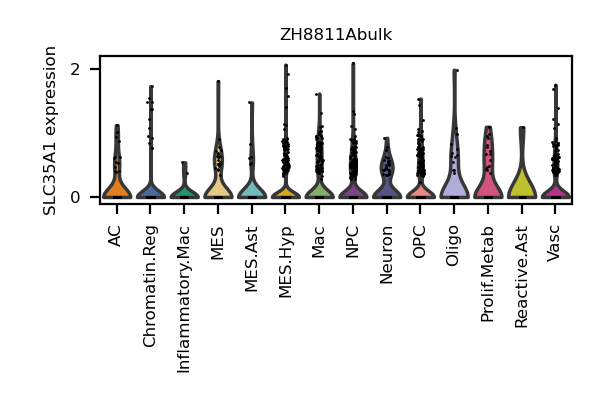 ZH8811Abulk
SLC35A1 expression
2
0
AC
Chromatin.Reg
Inflammatory.Mac
MES
MES.Ast
MES.Hyp
Mac
NPC
Neuron
OPC
Oligo
Prolif.Metab
Reactive.Ast
Vasc